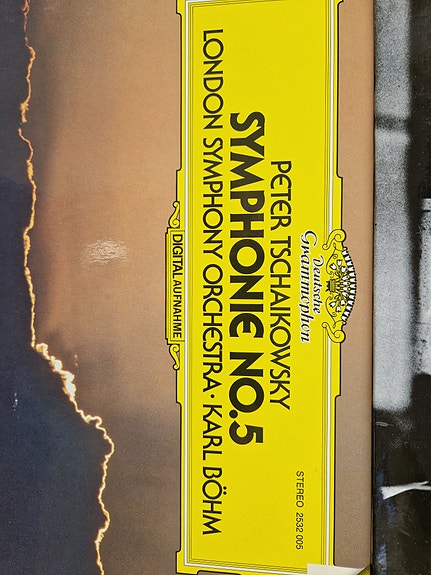 Deutsche
Grammophon
STEREO 2532 005
PETER TSCHAIKOWSKY
SYMPHONIE NO.5
LONDON SYMPHONY ORCHESTRA · KARL BÖHM
DIGITAL AUFNAHME